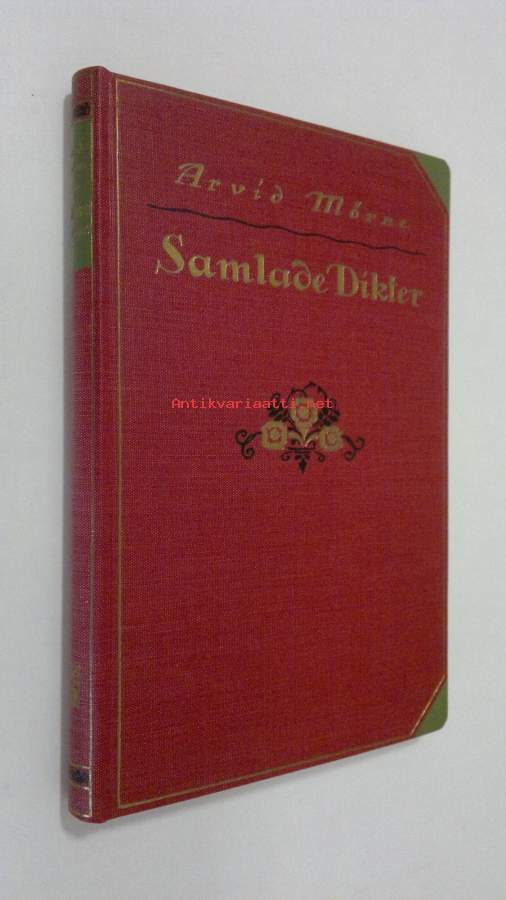 Arvid Mörne
Samlade Dikter
Antikvariaatti.net